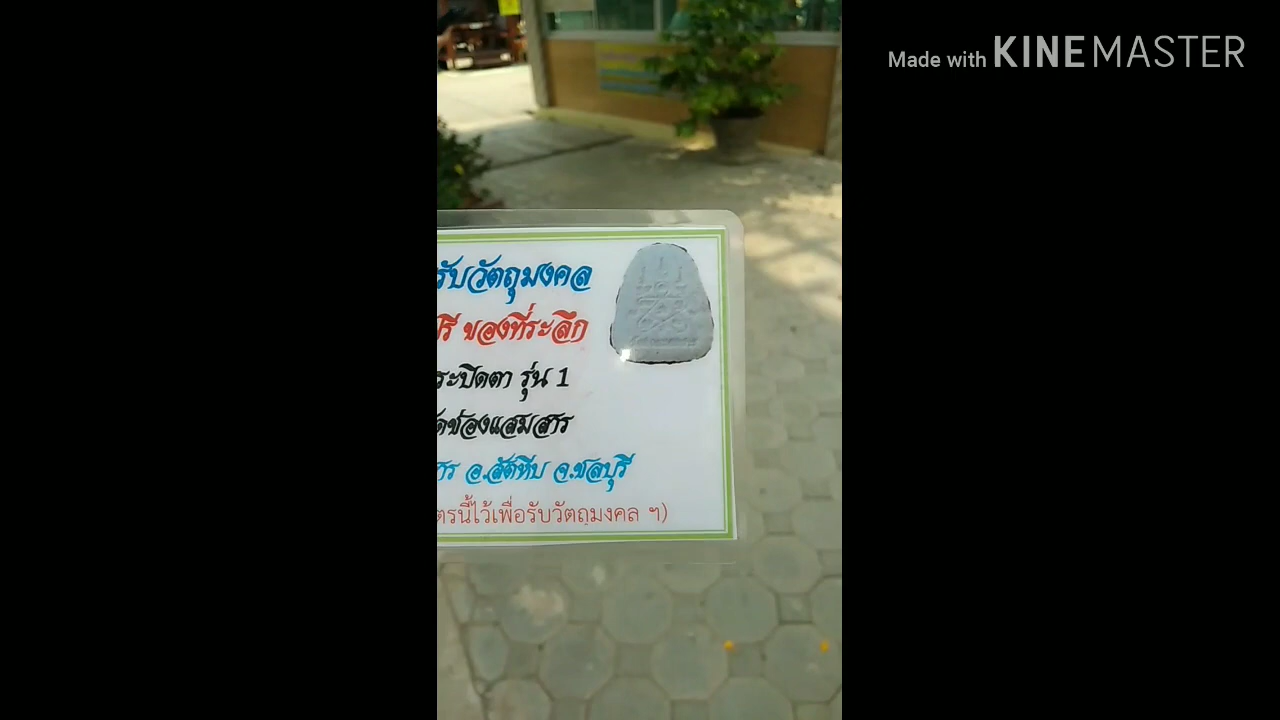 Made with KINEMASTER
รับวัตถุมงคล
รี ของที่ระลึก
ระปิดตา รุ่น 1
ดช่องแสมสาร
าร อ.สัตหีบ จ.ชลบุรี
ตรนี้ไว้เพื่อรับวัตถุมงคล ฯ)